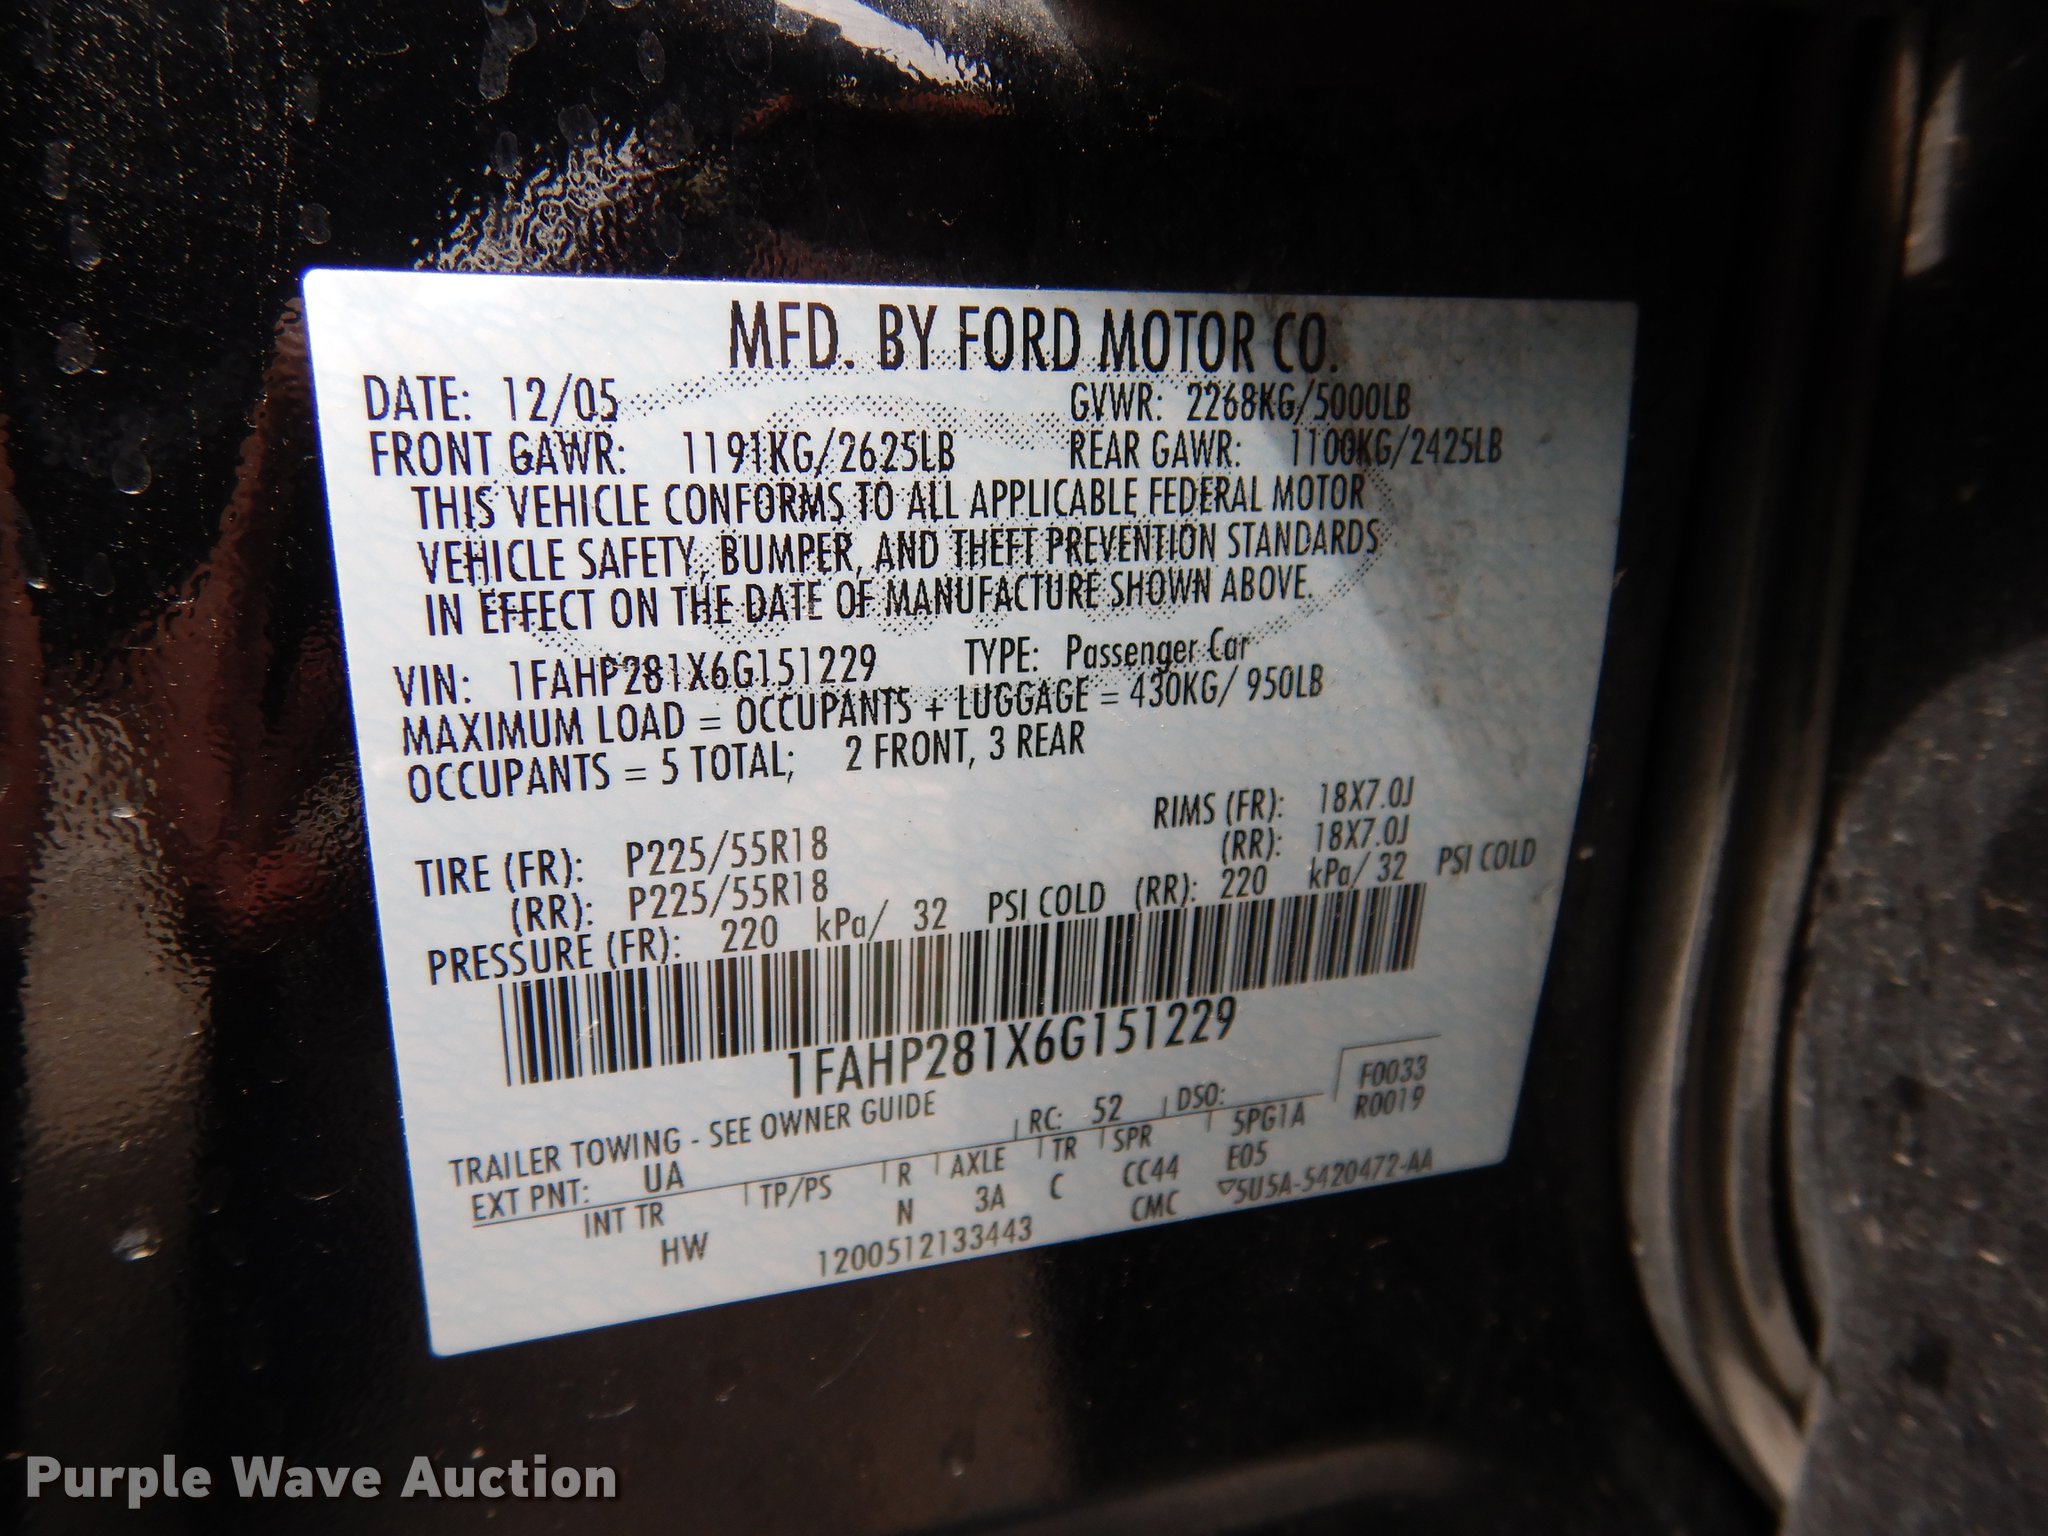 MFD. BY FORD MOTOR CO.
DATE: 12/05 GVWR: 2268KG/5000LB
FRONT GAWR: 1191KG/2625LB REAR GAWR: 1100KG/2425LB
THIS VEHICLE CONFORMS TO ALL APPLICABLE FEDERAL MOTOR
VEHICLE SAFETY, BUMPER, AND THEFT PREVENTION STANDARDS
IN EFFECT ON THE DATE OF MANUFACTURE SHOWN ABOVE.
VIN: 1FAHP281X6G151229 TYPE: Passenger Car
MAXIMUM LOAD = OCCUPANTS + LUGGAGE = 430KG/ 950LB
OCCUPANTS = 5 TOTAL; 2 FRONT, 3 REAR
RIMS (FR): 18X7.0J
TIRE (FR): P225/55R18 (RR): 18X7.0J
(RR): P225/55R18
PRESSURE (FR): 220 kPa/ 32 PSI COLD (RR): 220 kPa/ 32 PSI COLD
1FAHP281X6G151229
TRAILER TOWING - SEE OWNER GUIDE
F0033
EXT PNT: UA RC: 52 DSO: R0019
INT TR TP/PS R AXLE TR SPR 5PG1A
HW N 3A C CC44 E05
1200512133443 CMC ▽5U5A-5420472-AA
Purple Wave Auction